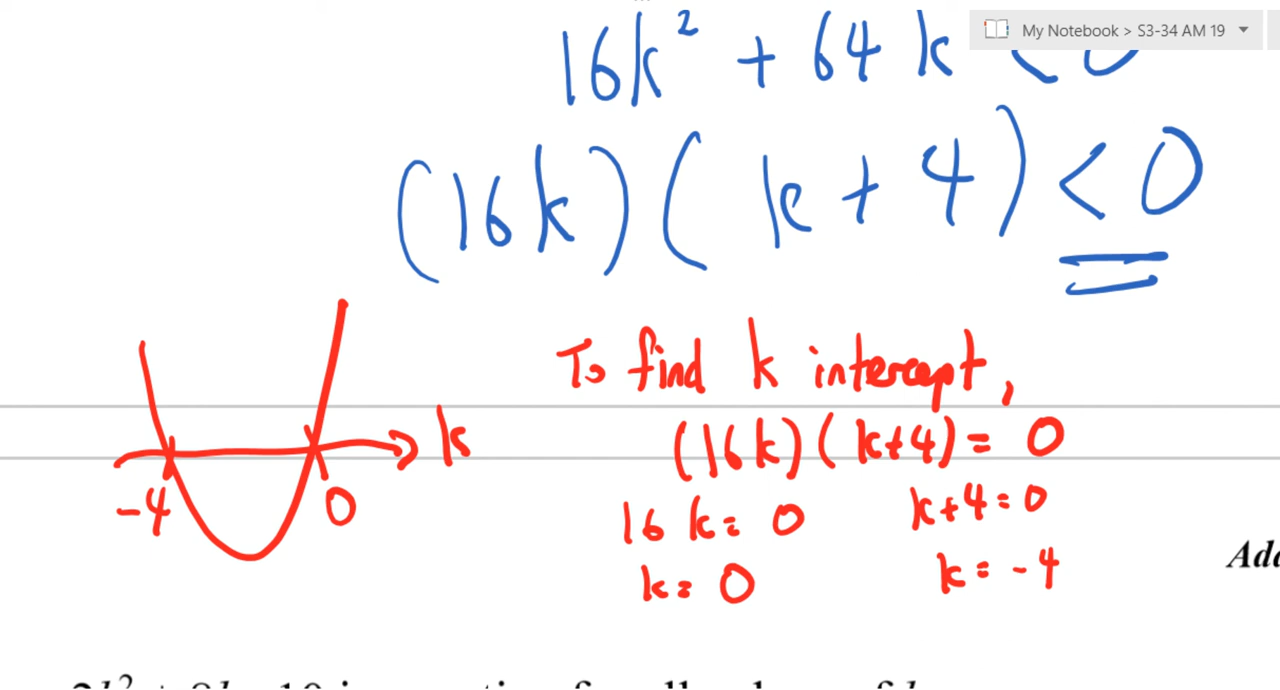 My Notebook > S3-34 AM 19
16k² + 64k < 0
(16k)(k + 4) < 0
To find k intercept,
(16k)(k+4) = 0
k
-4 0
16k = 0 k+4 = 0
k = 0 k = -4